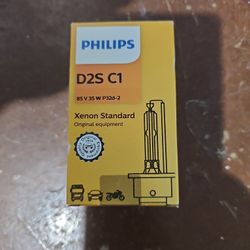 PHILIPS
D2S C1
85 V 35 W P32d-2
Xenon Standard
Original equipment